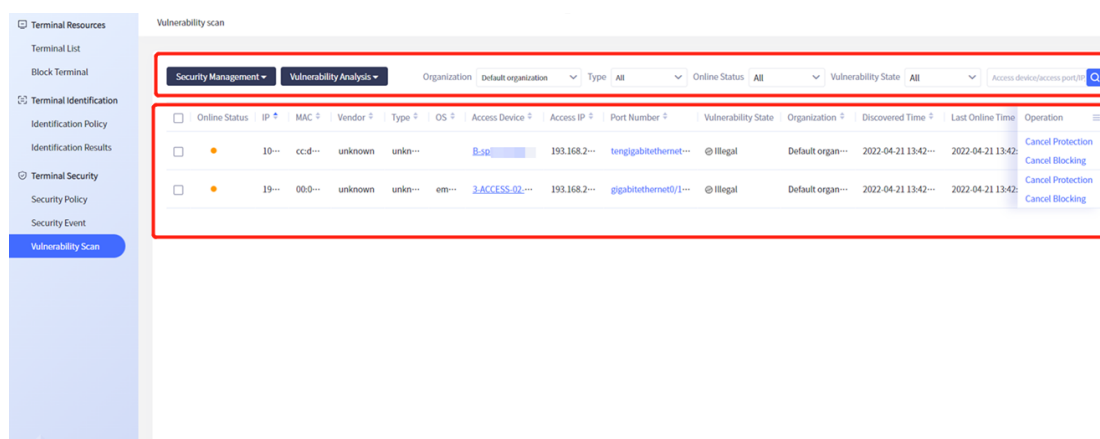 Terminal Resources
Terminal List
Block Terminal
Terminal Identification
Identification Policy
Identification Results
Terminal Security
Security Policy
Security Event
Vulnerability Scan
Vulnerability scan
Security Management Vulnerability Analysis Organization Default organization Type All Online Status All Vulnerability State All Access device/access port/IP
Online Status IP MAC Vendor Type OS Access Device Access IP Port Number Vulnerability State Organization Discovered Time Last Online Time Operation
10··· cc:d··· unknown unkn··· B-sp 193.168.2··· tengigabitethernet··· Illegal Default organ··· 2022-04-21 13:42··· 2022-04-21 13:42: Cancel Protection
Cancel Blocking
19··· 00:0··· unknown unkn··· em··· 3-ACCESS-02-··· 193.168.2··· gigabitethernet0/1··· Illegal Default organ··· 2022-04-21 13:42··· 2022-04-21 13:42: Cancel Protection
Cancel Blocking